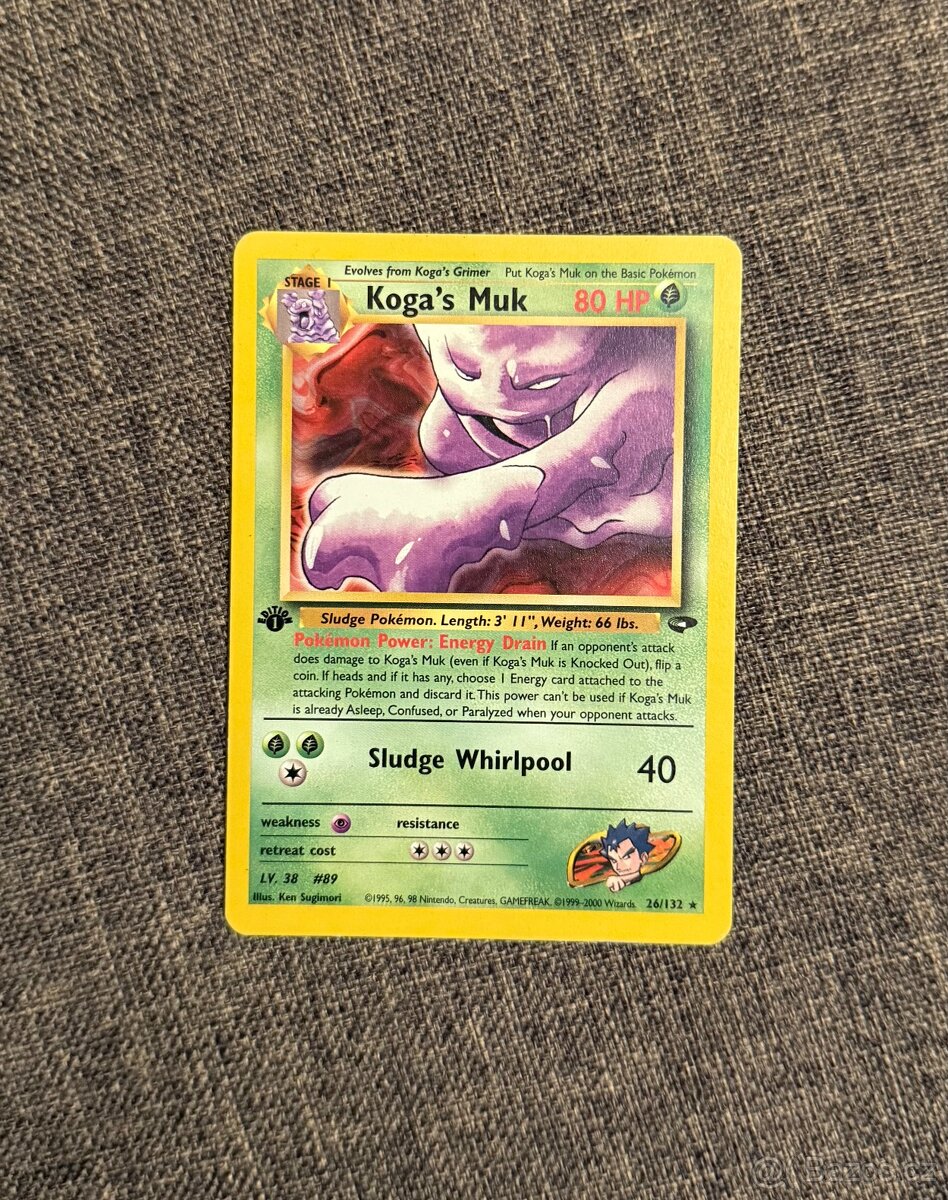 Evolves from Koga's Grimer Put Koga's Muk on the Basic Pokémon
STAGE 1
Koga's Muk 80 HP
EDITION
1
Sludge Pokémon. Length: 3' 11", Weight: 66 lbs.
Pokémon Power: Energy Drain If an opponent's attack
does damage to Koga's Muk (even if Koga's Muk is Knocked Out), flip a
coin. If heads and if it has any, choose 1 Energy card attached to the
attacking Pokémon and discard it. This power can't be used if Koga's Muk
is already Asleep, Confused, or Paralyzed when your opponent attacks.
Sludge Whirlpool 40
weakness resistance
retreat cost
LV. 38 #89
Illus. Ken Sugimori ©1995, 96, 98 Nintendo, Creatures, GAMEFREAK. ©1999-2000 Wizards. 26/132 ★
Bazos.cz